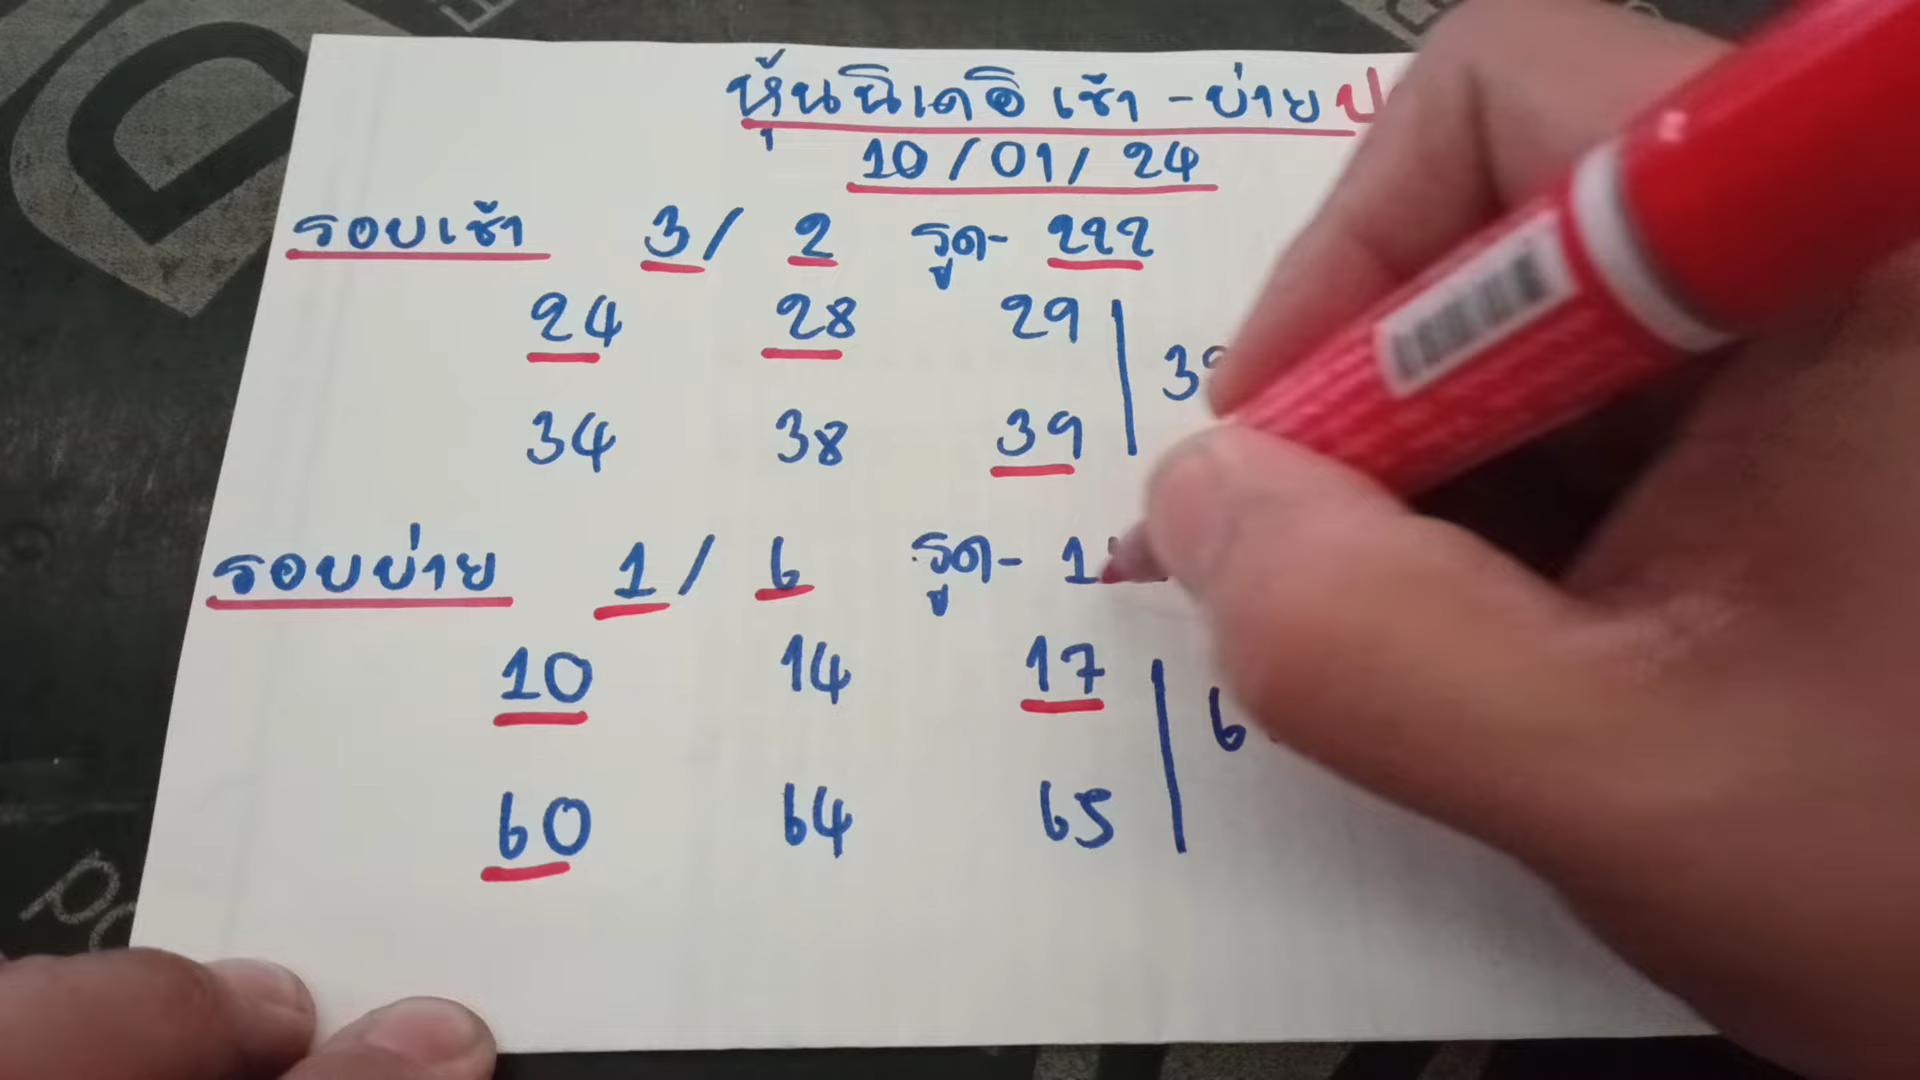 หุ้นนิเคอิ เช้า - บ่าย
10/01/24
รอบเช้า 3/2 รูด- 222
24 28 29
34 38 39
รอบบ่าย 1/6 รูด- 1
10 14 17
60 64 65